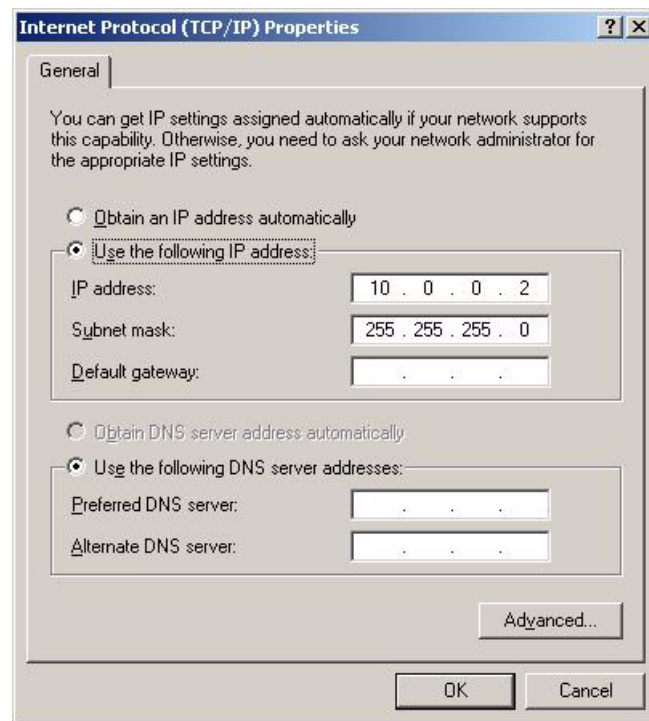 Internet Protocol (TCP/IP) Properties
General
You can get IP settings assigned automatically if your network supports
this capability. Otherwise, you need to ask your network administrator for
the appropriate IP settings.
Obtain an IP address automatically
Use the following IP address:
IP address: 10 . 0 . 0 . 2
Subnet mask: 255 . 255 . 255 . 0
Default gateway: . . .
Obtain DNS server address automatically
Use the following DNS server addresses:
Preferred DNS server: . . .
Alternate DNS server: . . .
Advanced...
OK Cancel